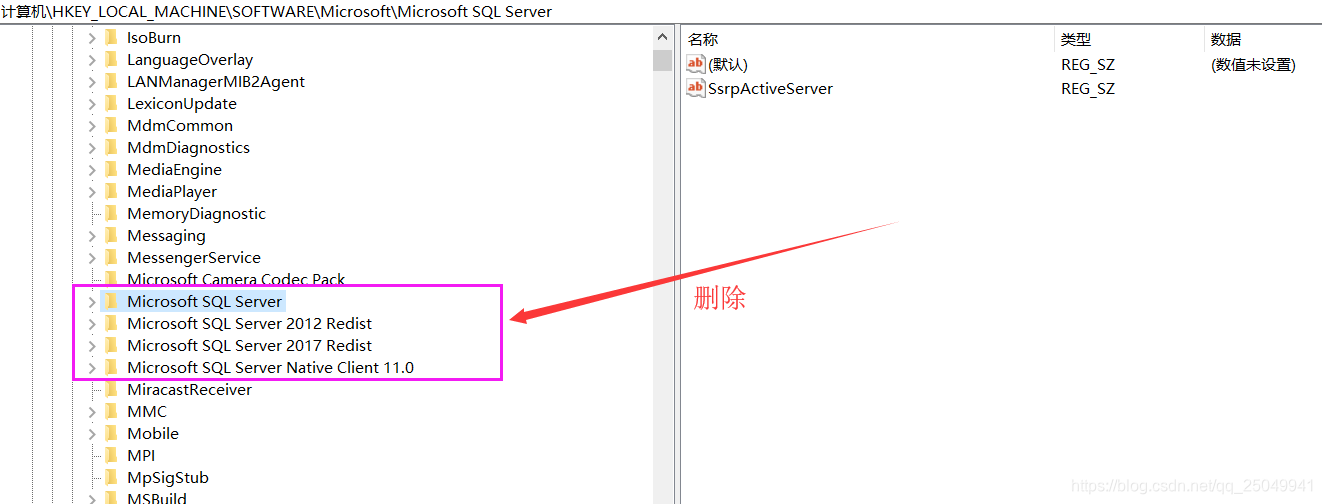 计算机\HKEY_LOCAL_MACHINE\SOFTWARE\Microsoft\Microsoft SQL Server
IsoBurn
LanguageOverlay
LANManagerMIB2Agent
LexiconUpdate
MdmCommon
MdmDiagnostics
MediaEngine
MediaPlayer
MemoryDiagnostic
Messaging
MessengerService
Microsoft Camera Codec Pack
Microsoft SQL Server
Microsoft SQL Server 2012 Redist
Microsoft SQL Server 2017 Redist
Microsoft SQL Server Native Client 11.0
MiracastReceiver
MMC
Mobile
MPI
MpSigStub
MSBuild
名称 类型 数据
ab (默认) REG_SZ (数值未设置)
ab SsrpActiveServer REG_SZ
删除
https://blog.csdn.net/qq_25049941